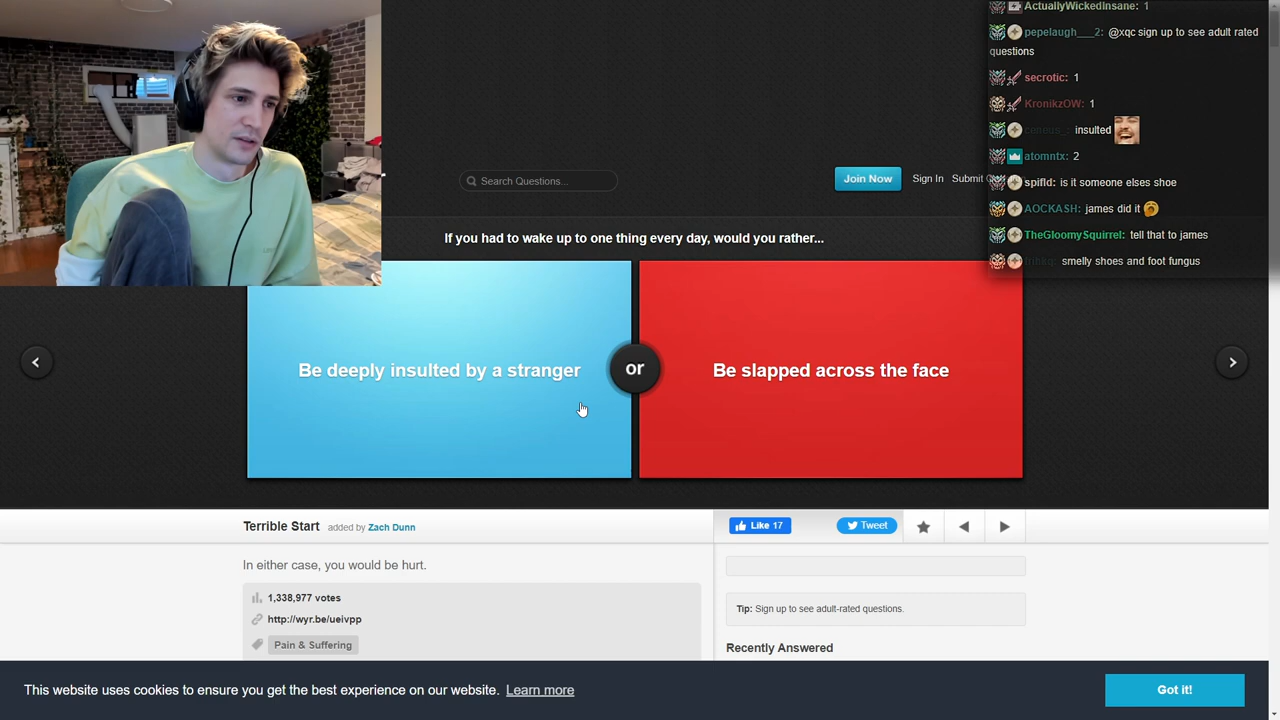 ActuallyWickedInsane: 1
pepelaugh___2: @xqc sign up to see adult rated
questions
secrotic: 1
KronikzOW: 1
insulted
atomntx: 2
spifld: is it someone elses shoe
AOCKASH: james did it
TheGloomySquirrel: tell that to james
smelly shoes and foot fungus
Search Questions...
Join Now
Sign In
Submit
If you had to wake up to one thing every day, would you rather...
Be deeply insulted by a stranger
or
Be slapped across the face
Terrible Start added by Zach Dunn
Like 17
Tweet
In either case, you would be hurt.
1,338,977 votes
http://wyr.be/ueivpp
Pain & Suffering
Tip: Sign up to see adult-rated questions.
Recently Answered
This website uses cookies to ensure you get the best experience on our website. Learn more
Got it!